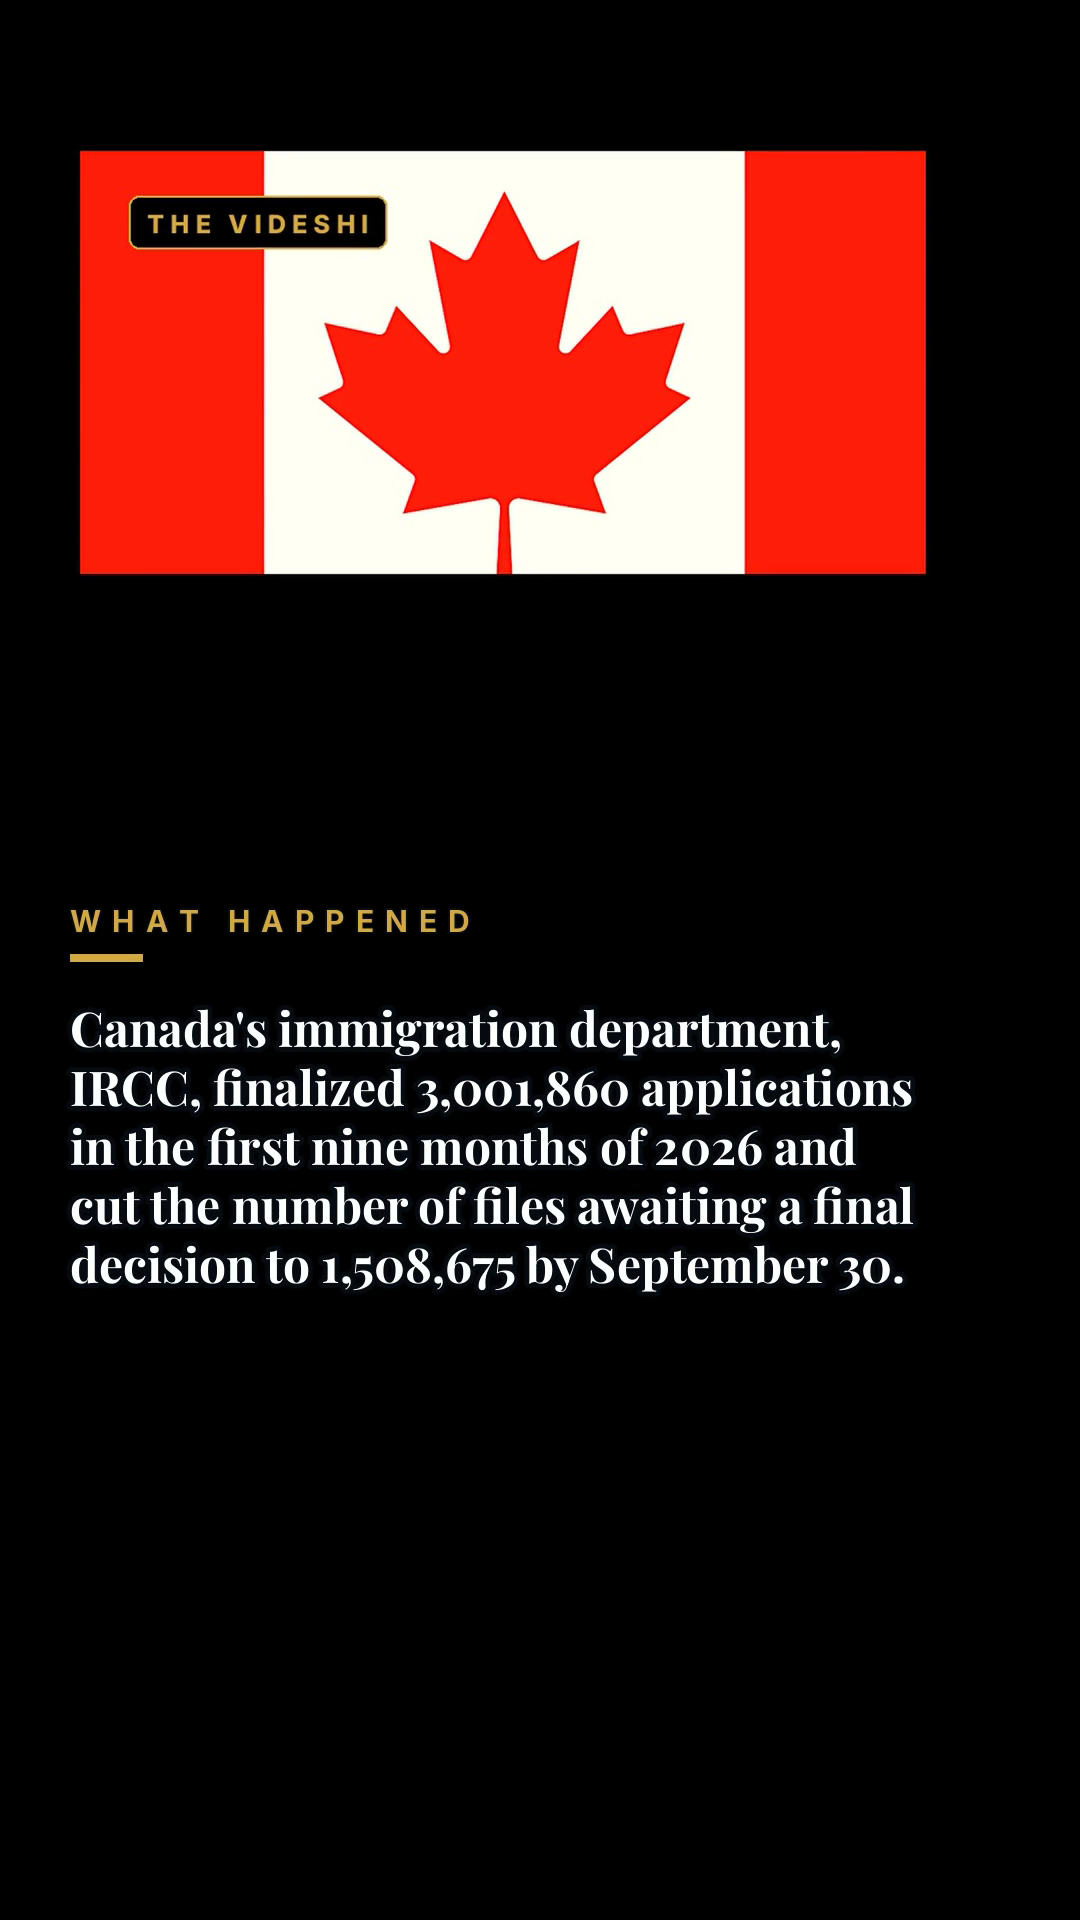 THE VIDESHI
WHAT HAPPENED
Canada's immigration department,
IRCC, finalized 3,001,860 applications
in the first nine months of 2026 and
cut the number of files awaiting a final
decision to 1,508,675 by September 30.